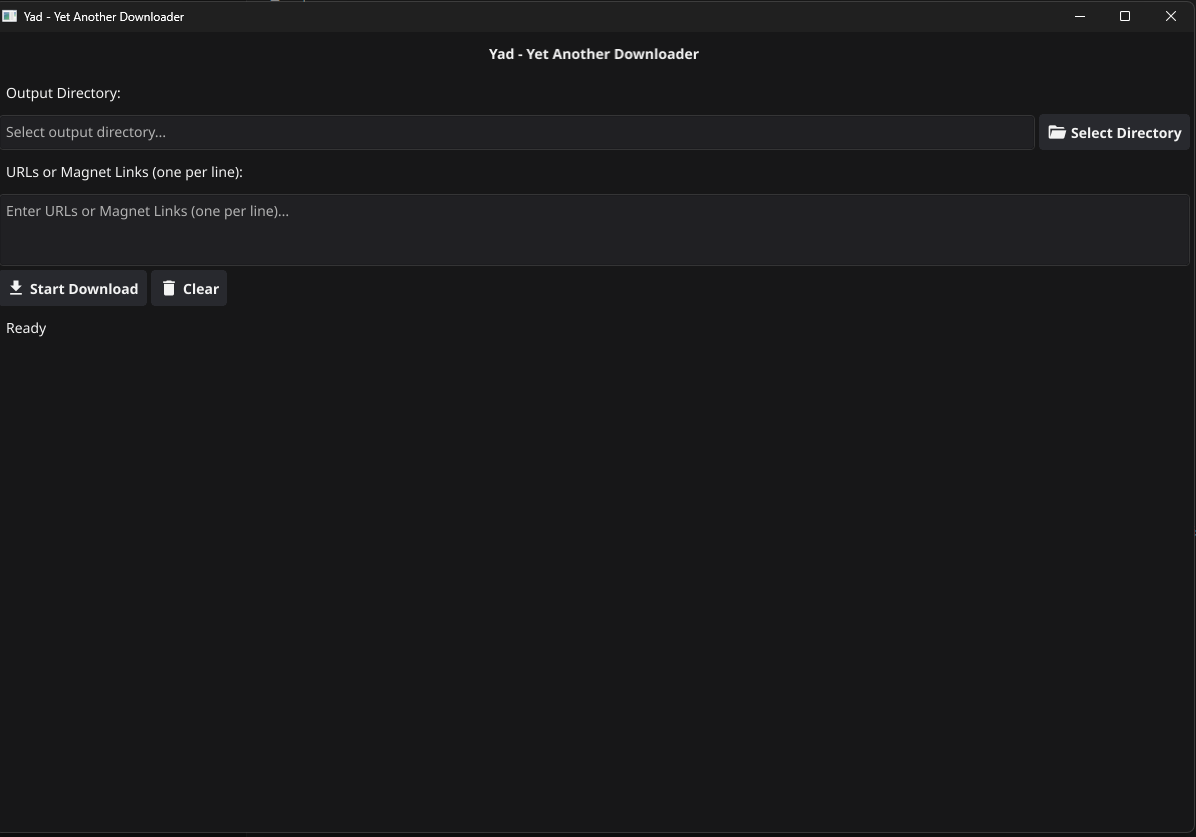 Yad - Yet Another Downloader
Yad - Yet Another Downloader
Output Directory:
Select output directory...
Select Directory
URLs or Magnet Links (one per line):
Enter URLs or Magnet Links (one per line)...
Start Download
Clear
Ready